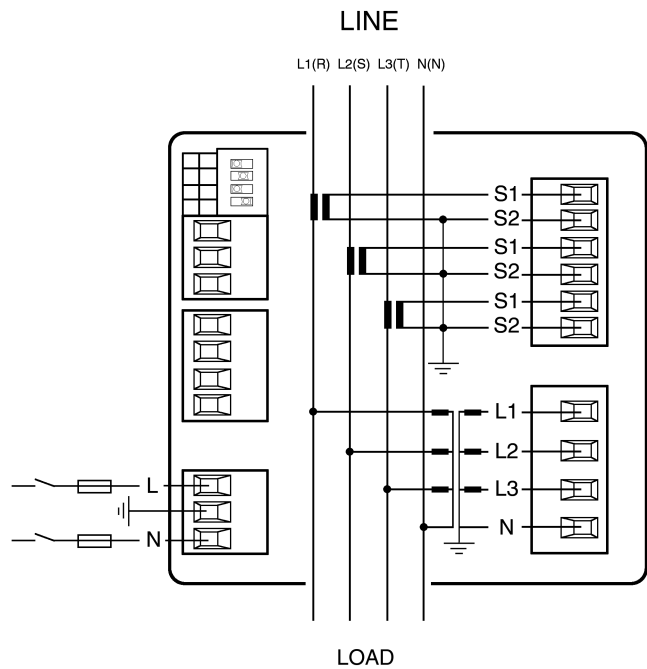 LINE
L1(R) L2(S) L3(T) N(N)
S1
S2
S1
S2
S1
S2
L1
L2
L3
N
L
N
LOAD